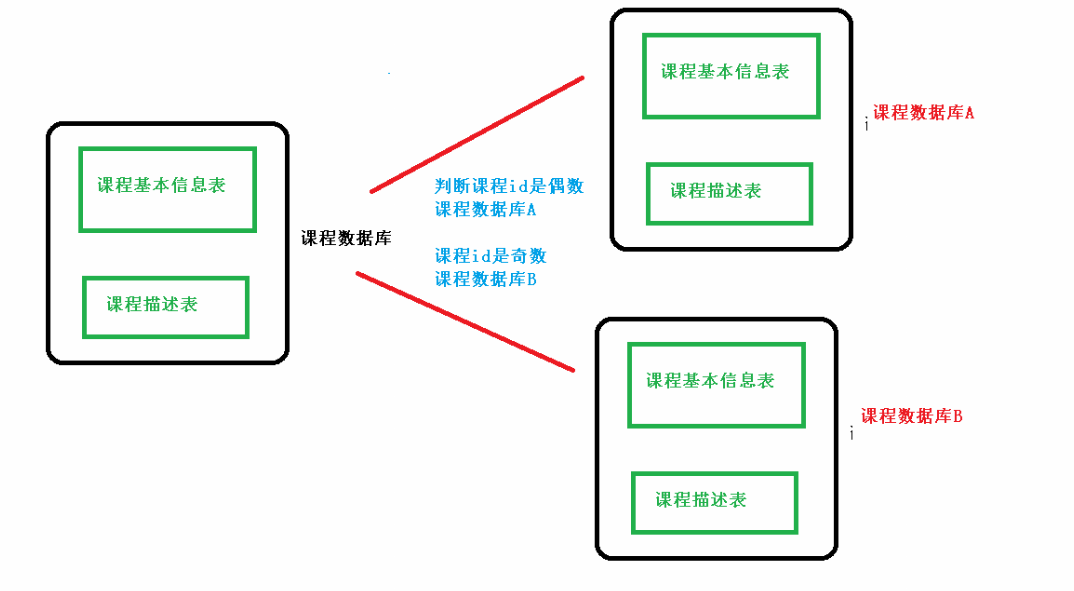 课程基本信息表
课程描述表
课程数据库
判断课程id是偶数
课程数据库A
课程id是奇数
课程数据库B
课程基本信息表
课程描述表
i
课程数据库A
课程基本信息表
课程描述表
i
课程数据库B